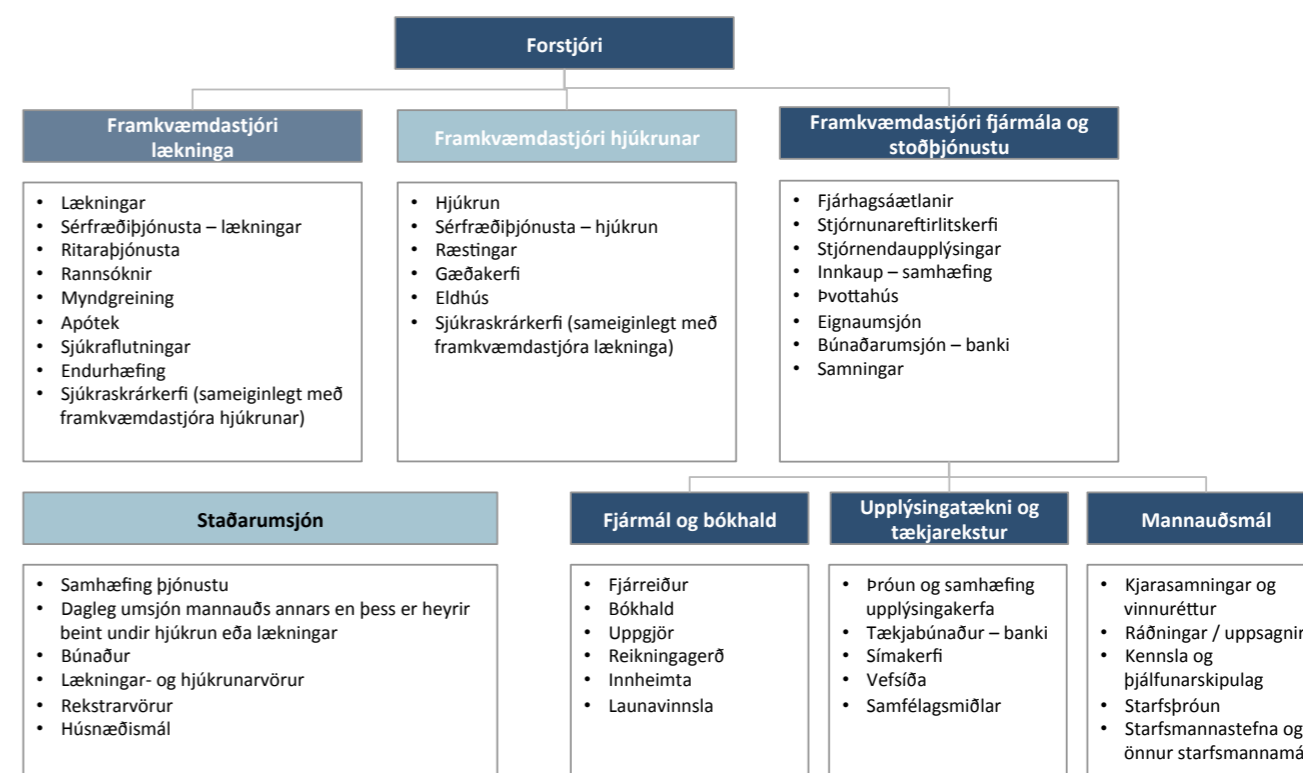 Forstjóri
Framkvæmdastjóri
lækninga
• Lækningar
• Sérfræðiþjónusta – lækningar
• Ritaraþjónusta
• Rannsóknir
• Myndgreining
• Apótek
• Sjúkraflutningar
• Endurhæfing
• Sjúkraskrárkerfi (sameiginlegt með
framkvæmdastjóra hjúkrunar)
Framkvæmdastjóri hjúkrunar
• Hjúkrun
• Sérfræðiþjónusta – hjúkrun
• Ræstingar
• Gæðakerfi
• Eldhús
• Sjúkraskrárkerfi (sameiginlegt með
framkvæmdastjóra lækninga)
Framkvæmdastjóri fjármála og
stoðþjónustu
• Fjárhagsáætlanir
• Stjórnunareftirlitskerfi
• Stjórnendaupplýsingar
• Innkaup – samhæfing
• Þvottahús
• Eignaumsjón
• Búnaðarumsjón – banki
• Samningar
Staðarumsjón
• Samhæfing þjónustu
• Dagleg umsjón mannauðs annars en þess er heyrir
beint undir hjúkrun eða lækningar
• Búnaður
• Lækningar- og hjúkrunarvörur
• Rekstrarvörur
• Húsnæðismál
Fjármál og bókhald
• Fjárreiður
• Bókhald
• Uppgjör
• Reikningagerð
• Innheimta
• Launavinnsla
Upplýsingatækni og
tækjarekstur
• Þróun og samhæfing
upplýsingakerfa
• Tækjabúnaður – banki
• Símakerfi
• Vefsíða
• Samfélagsmiðlar
Mannauðsmál
• Kjarasamningar og
vinnuréttur
• Ráðningar / uppsagnir
• Kennsla og
þjálfunarskipulag
• Starfsþróun
• Starfsmannastefna og
önnur